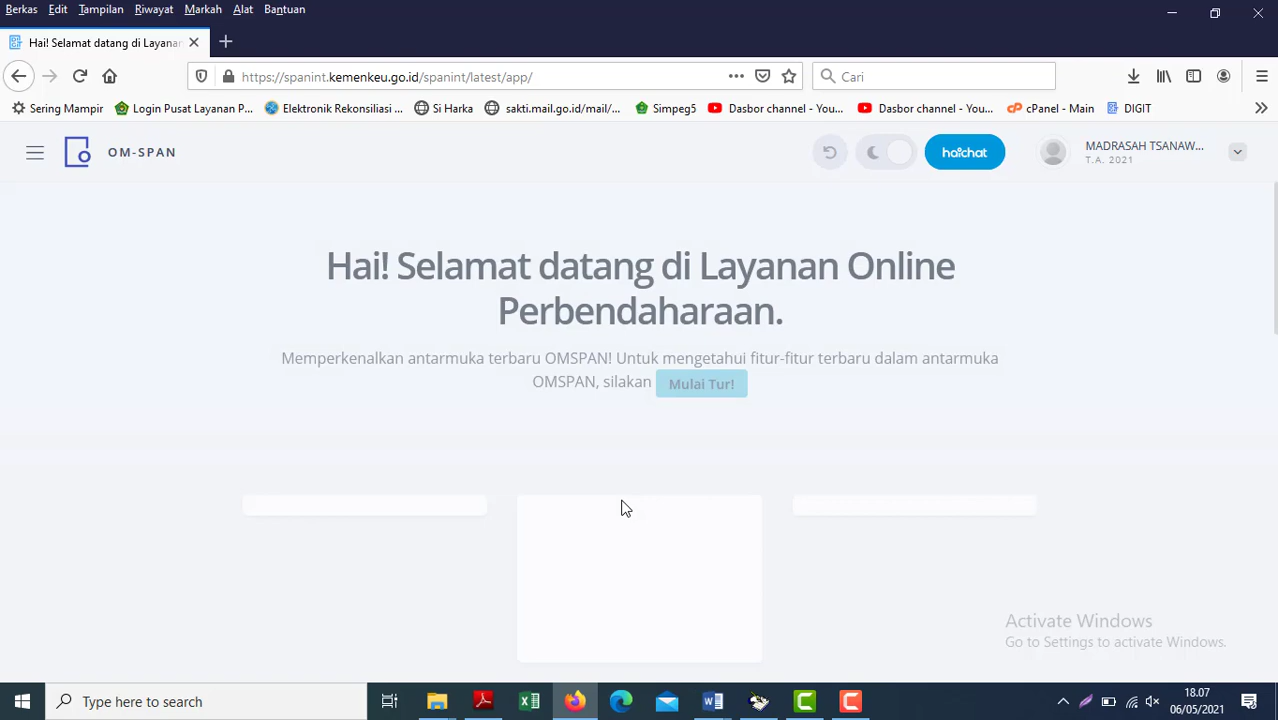 Berkas Edit Tampilan Riwayat Markah Alat Bantuan
Hai! Selamat datang di Layanan
https://spanint.kemenkeu.go.id/spanint/latest/app/
Cari
Sering Mampir Login Pusat Layanan P... Elektronik Rekonsiliasi ... Si Harka sakti.mail.go.id/mail/... Simpeg5 Dasbor channel - You... Dasbor channel - You... cPanel - Main DIGIT
OM-SPAN
haichat
MADRASAH TSANAW...
T.A. 2021
Hai! Selamat datang di Layanan Online
Perbendaharaan.
Memperkenalkan antarmuka terbaru OMSPAN! Untuk mengetahui fitur-fitur terbaru dalam antarmuka
OMSPAN, silakan Mulai Tur!
Activate Windows
Go to Settings to activate Windows.
Type here to search
18.07
06/05/2021